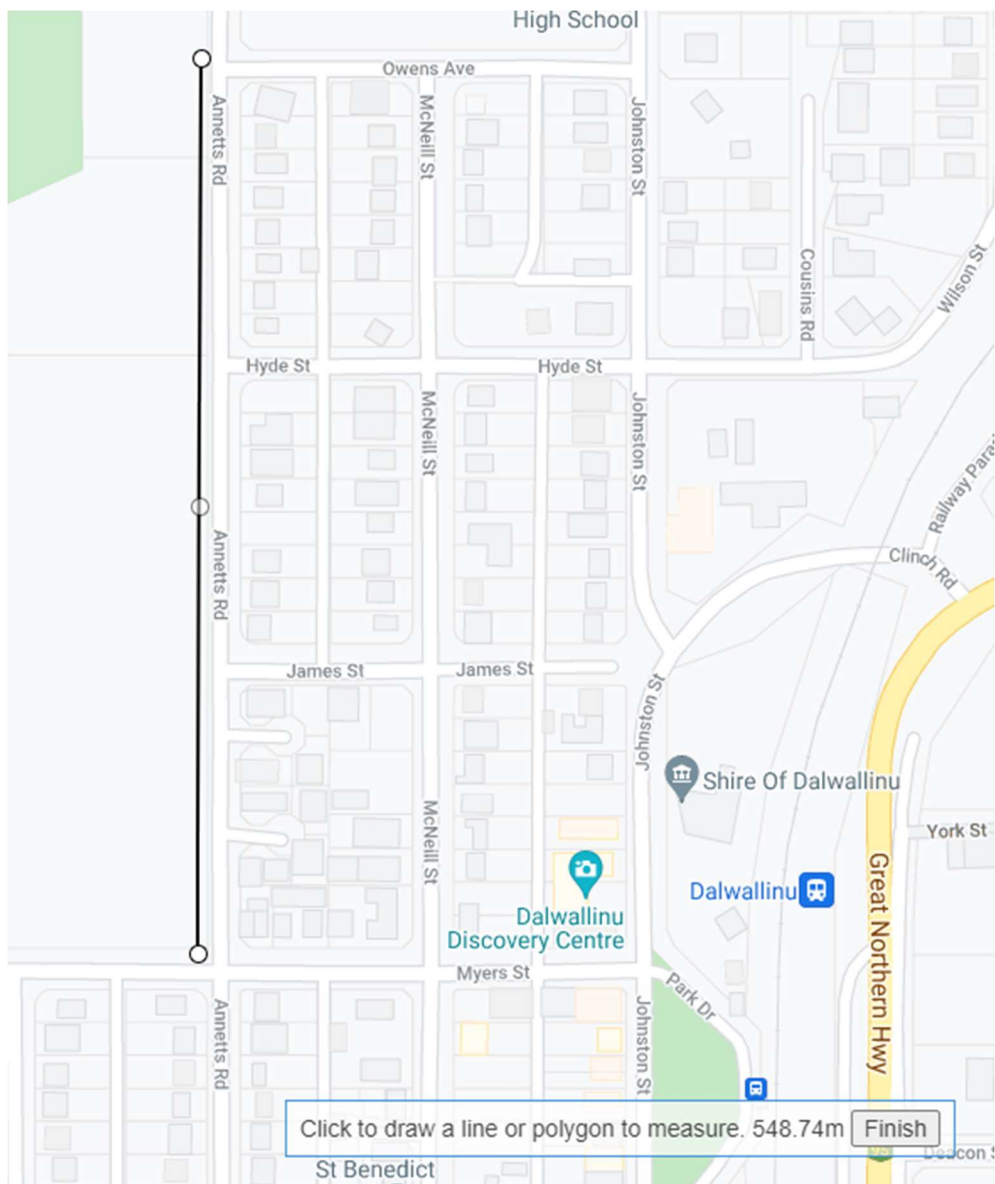 High School
Owens Ave
Annetts Rd
McNeill St
Johnston St
Cousins Rd
Wilson St
Hyde St
Hyde St
McNeill St
Johnston St
Railway Para
Clinch Rd
Annetts Rd
James St
James St
Johnston St
Shire Of Dalwallinu
McNeill St
York St
Great Northern Hwy
Dalwallinu
Dalwallinu
Discovery Centre
Myers St
Park Dr
Annetts Rd
Johnston St
Click to draw a line or polygon to measure. 548.74m Finish
95
Deacon S
St Benedict